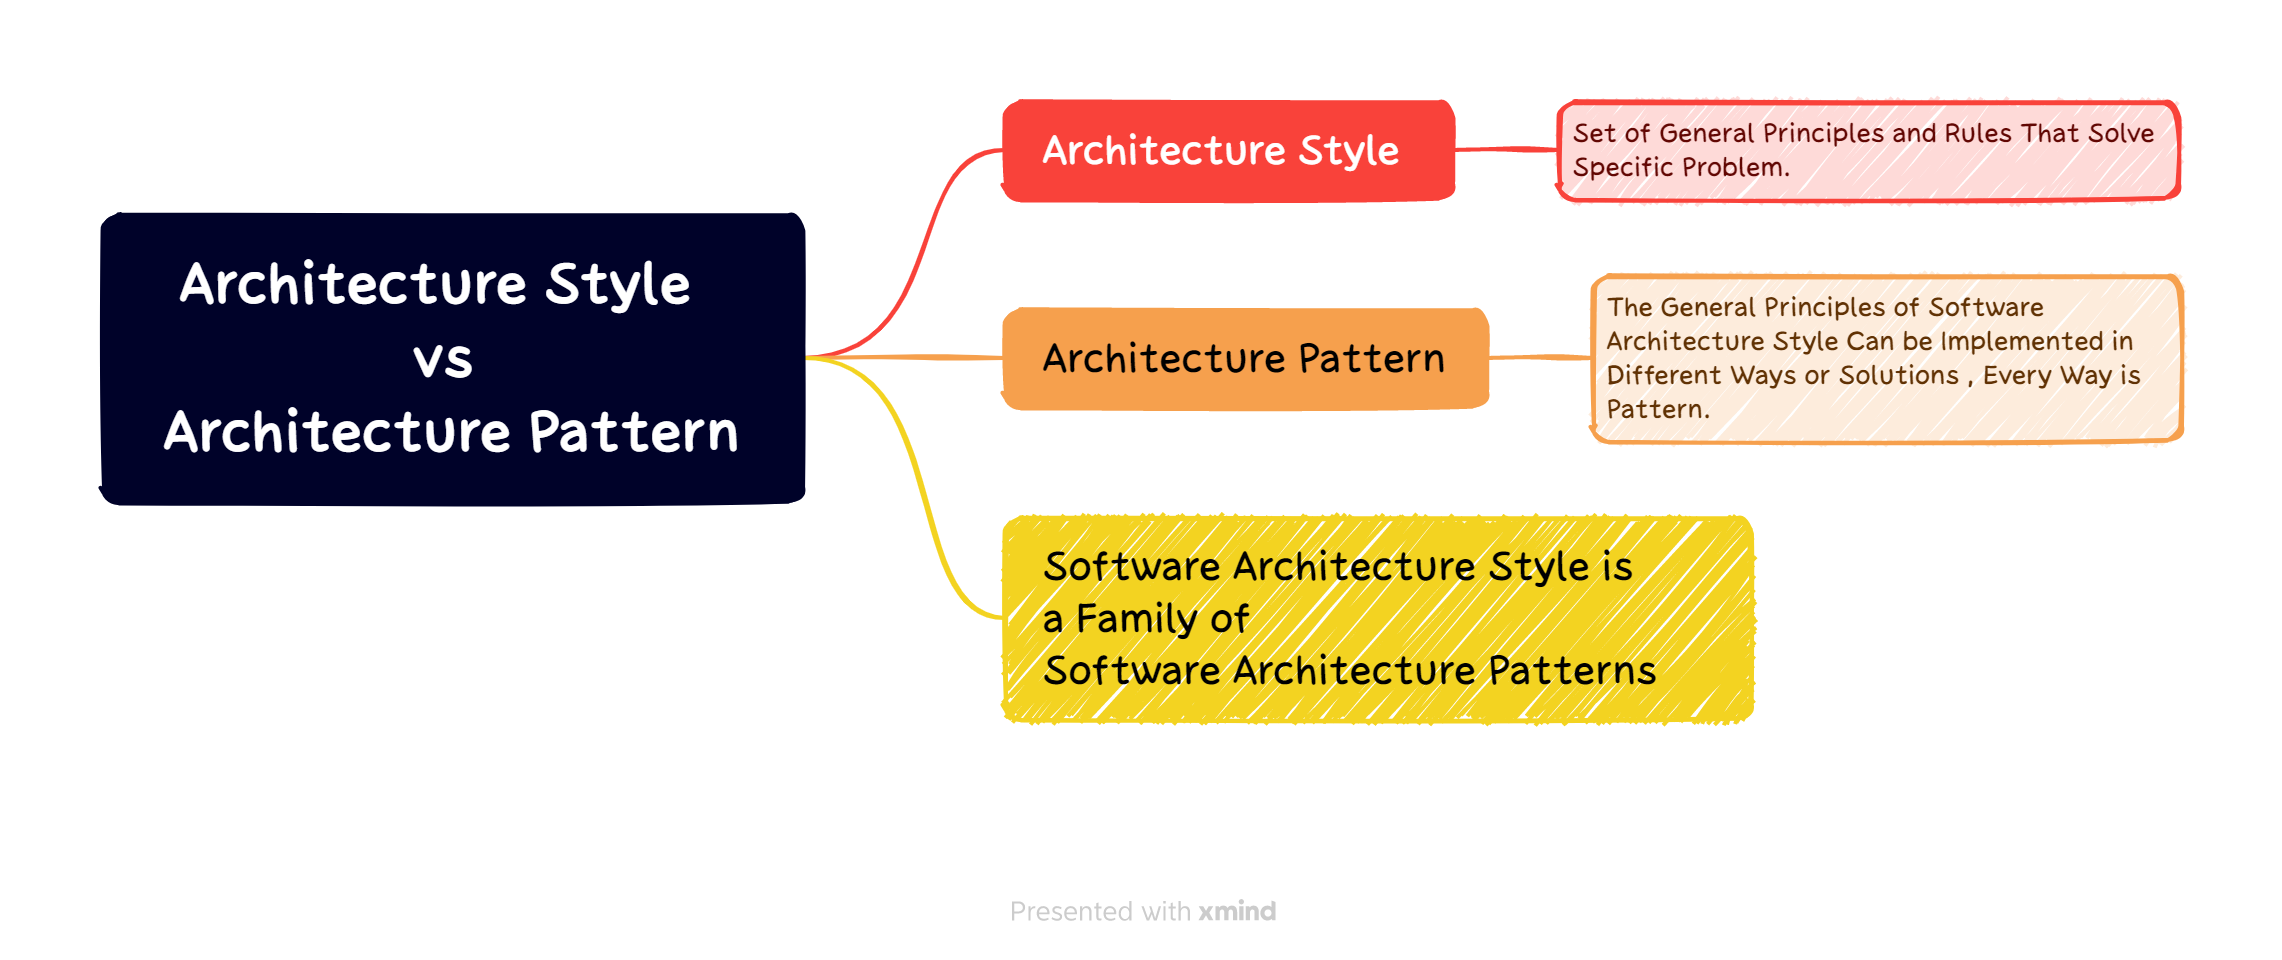 Architecture Style
vs
Architecture Pattern
Architecture Style
Set of General Principles and Rules That Solve
Specific Problem.
Architecture Pattern
The General Principles of Software
Architecture Style Can be Implemented in
Different Ways or Solutions , Every Way is
Pattern.
Software Architecture Style is
a Family of
Software Architecture Patterns
Presented with xmind